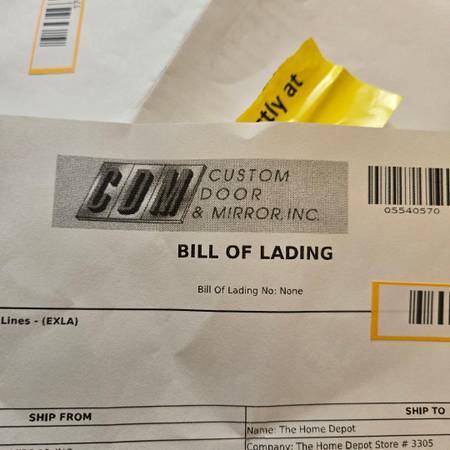 tly at
CDM
CUSTOM
DOOR
& MIRROR, INC.
05540570
BILL OF LADING
Bill Of Lading No: None
Lines - (EXLA)
SHIP FROM
SHIP TO
Name: The Home Depot
Company: The Home Depot Store # 3305